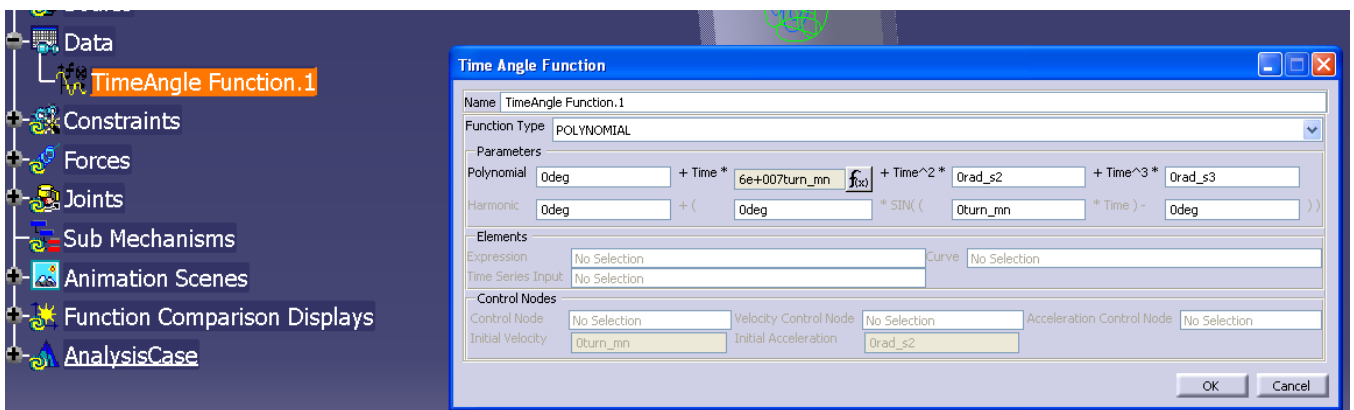 Data
TimeAngle Function.1
Constraints
Forces
Joints
Sub Mechanisms
Animation Scenes
Function Comparison Displays
AnalysisCase
Time Angle Function
Name TimeAngle Function.1
Function Type POLYNOMIAL
Parameters
Polynomial 0deg + Time * 6e+007turn_mn f(x) + Time^2 * 0rad_s2 + Time^3 * 0rad_s3
Harmonic 0deg + ( 0deg * SIN( ( 0turn_mn * Time ) - 0deg ) )
Elements
Expression No Selection Curve No Selection
Time Series Input No Selection
Control Nodes
Control Node No Selection Velocity Control Node No Selection Acceleration Control Node No Selection
Initial Velocity 0turn_mn Initial Acceleration 0rad_s2
OK Cancel